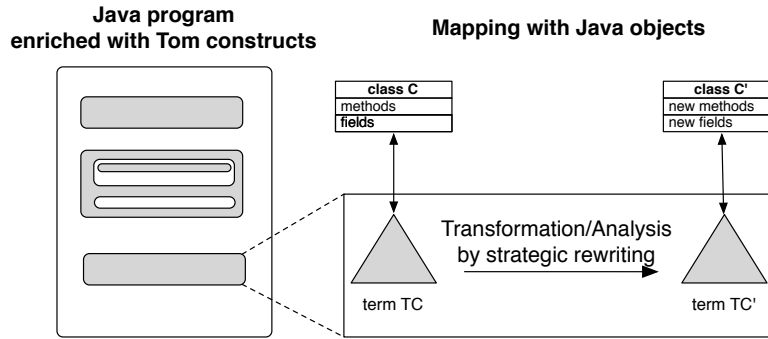 Java program
enriched with Tom constructs
Mapping with Java objects
class C
methods
fields
class C'
new methods
new fields
Transformation/Analysis
by strategic rewriting
term TC
term TC'